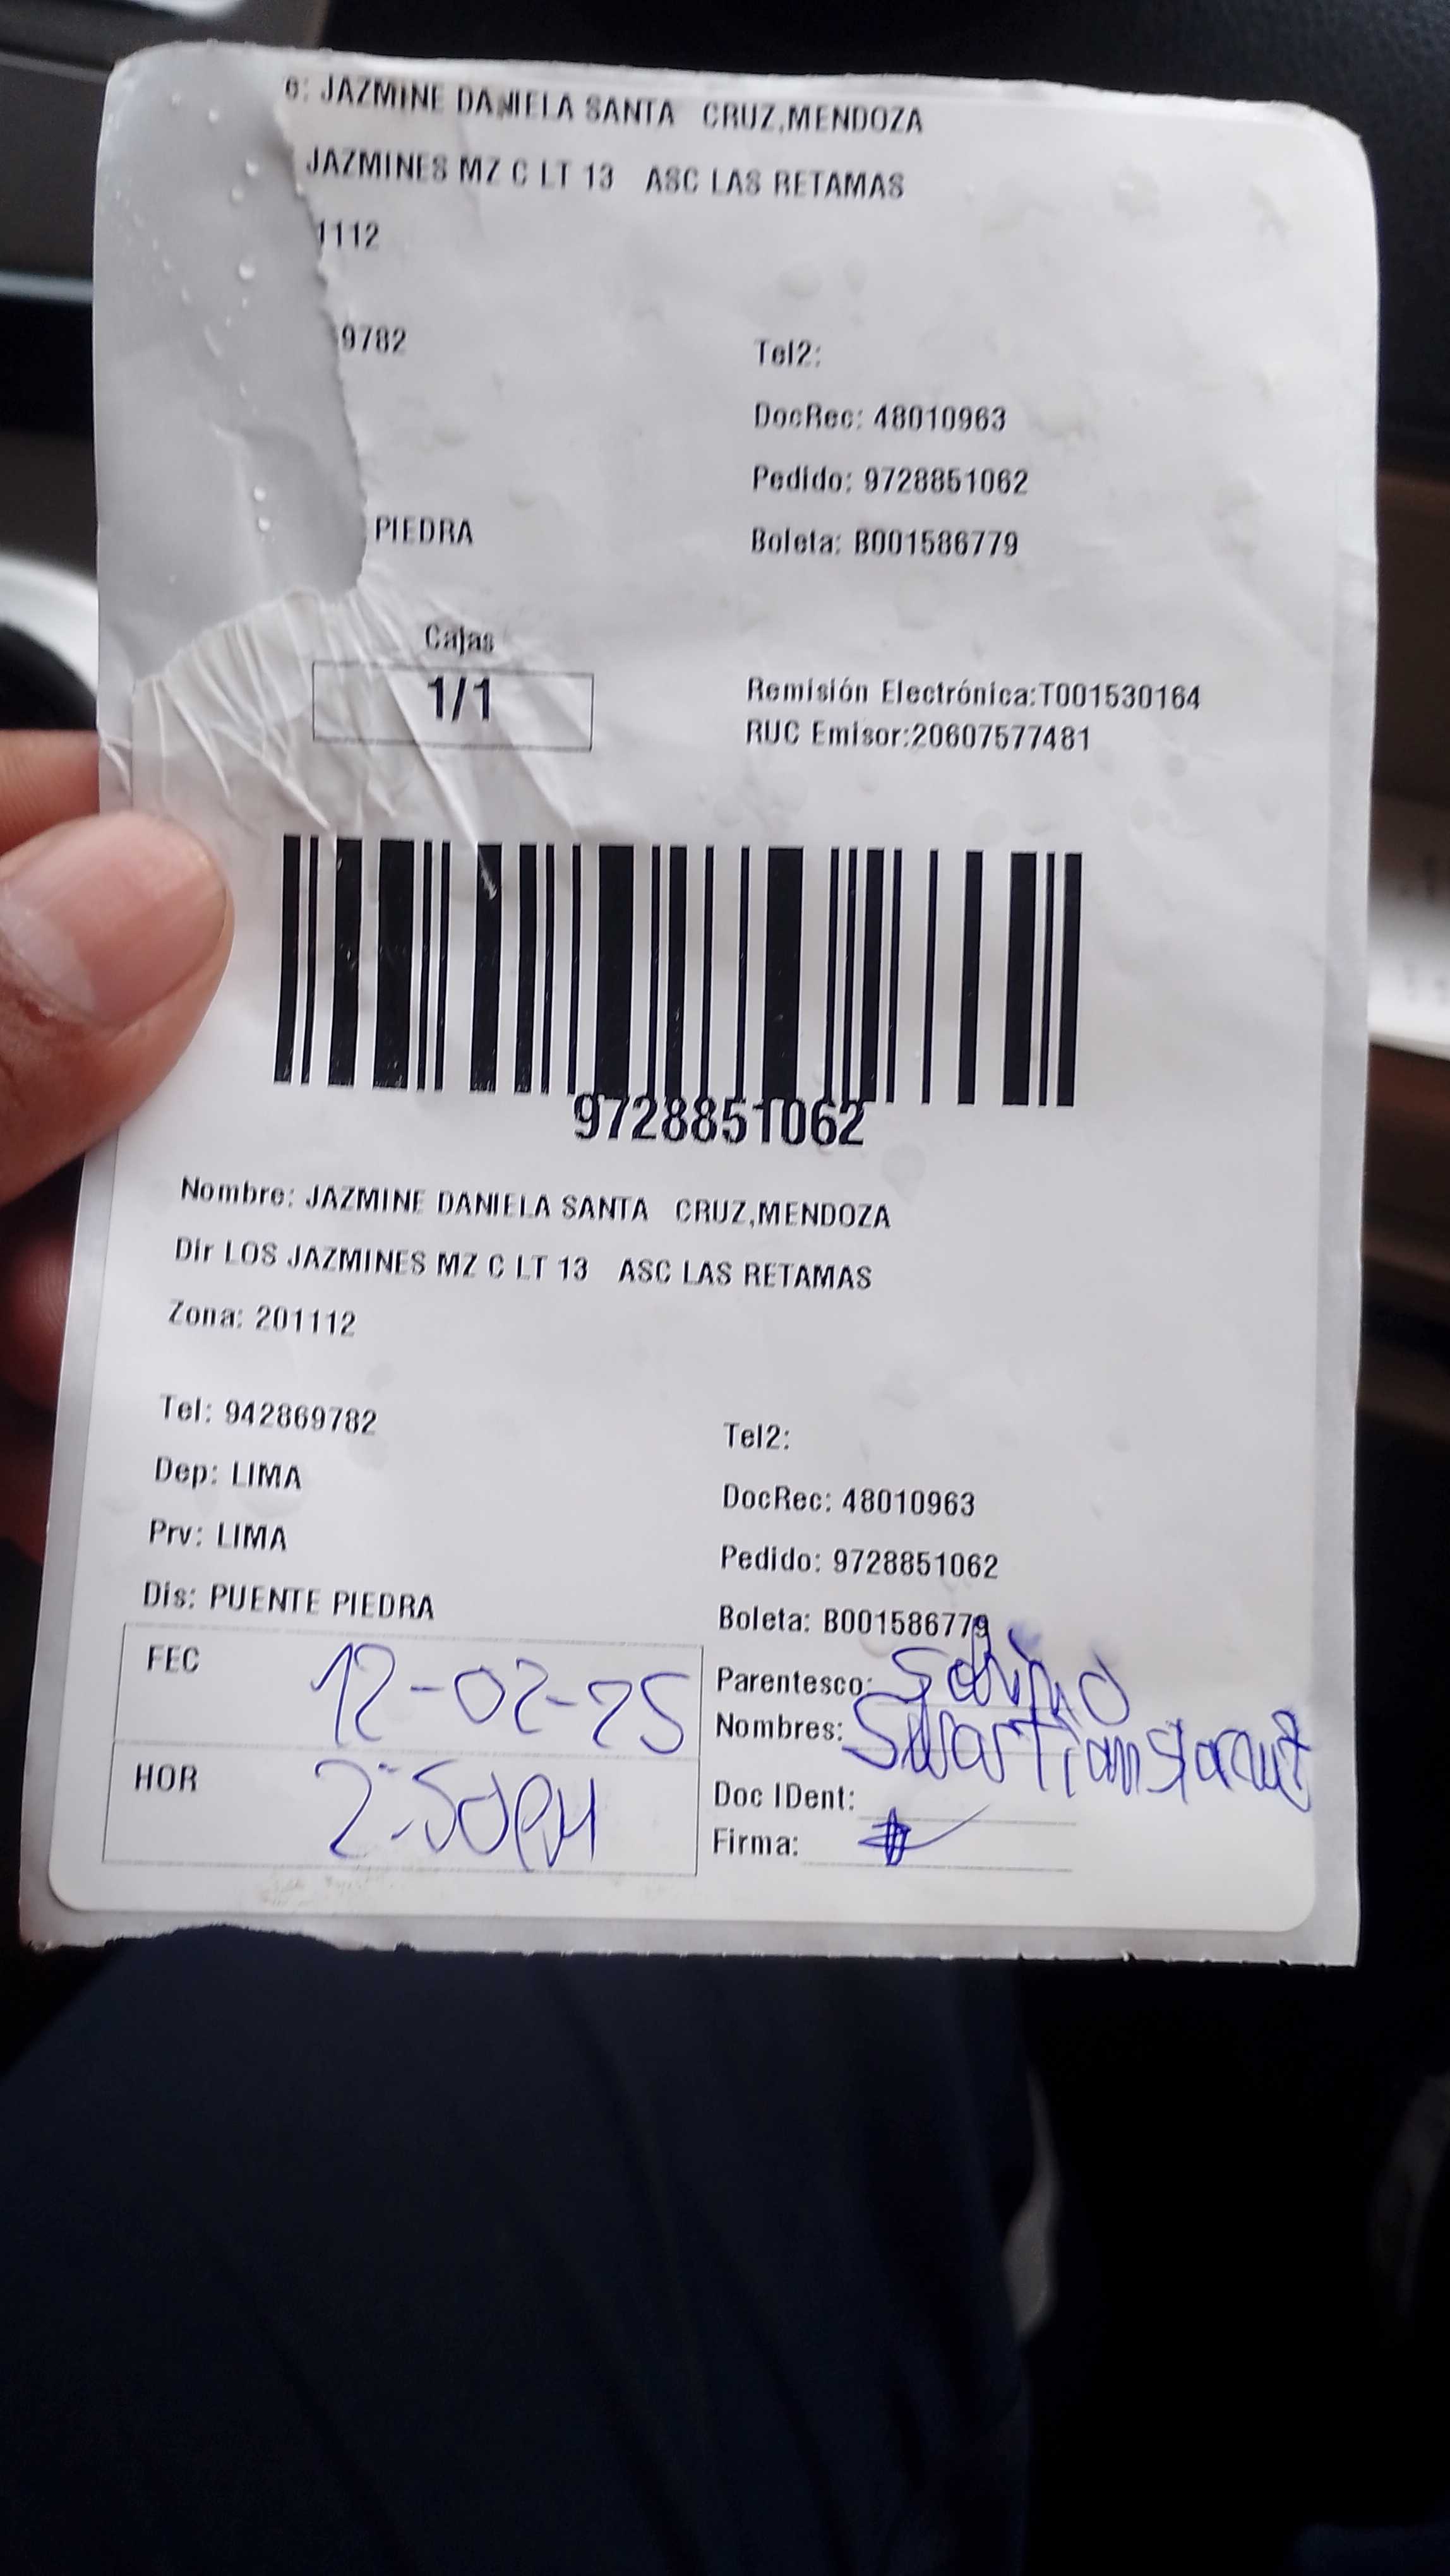 e: JAZMINE DANIELA SANTA CRUZ,MENDOZA
JAZMINES MZ C LT 13 ASC LAS RETAMAS
1112
9782 Tel2:
DocRec: 48010963
Pedido: 9728851062
PIEDRA Boleta: B001586779
Cajas
1/1
Remisión Electrónica:T001530164
RUC Emisor:20607577481
9728851062
Nombre: JAZMINE DANIELA SANTA CRUZ,MENDOZA
Dir LOS JAZMINES MZ C LT 13 ASC LAS RETAMAS
Zona: 201112
Tel: 942869782 Tel2:
Dep: LIMA DocRec: 48010963
Prv: LIMA Pedido: 9728851062
Dis: PUENTE PIEDRA Boleta: B001586779
FEC 12-02-25 Parentesco: Sobrino
Nombres:
HOR 2:50PM Doc IDent:
Firma: